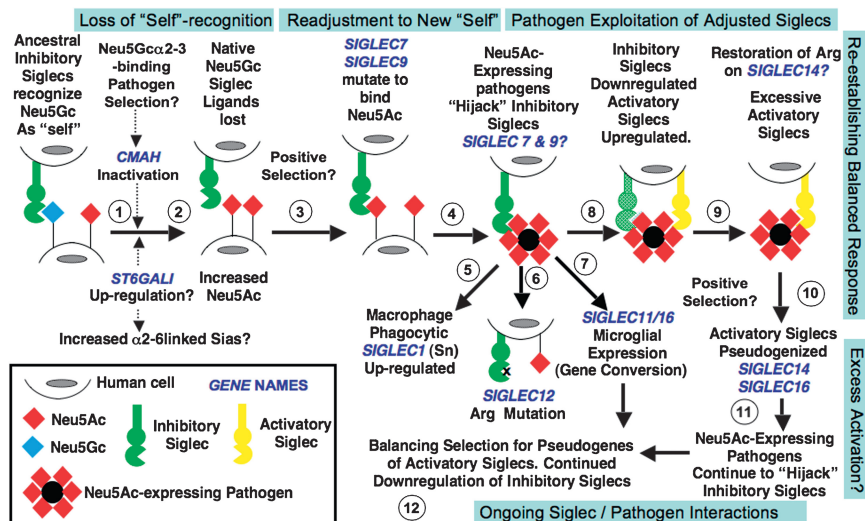 Loss of “Self”-recognition
Readjustment to New “Self”
Pathogen Exploitation of Adjusted Siglecs
Ancestral
Inhibitory
Siglecs
recognize
Neu5Gc
As “self”
Neu5Gcα2-3
-binding
Pathogen
Selection?
CMAH
Inactivation
1
2
ST6GALI
Up-regulation?
Increased α2-6linked Sias?
Native
Neu5Gc
Siglec
Ligands
lost
Increased
Neu5Ac
Positive
Selection?
3
SIGLEC7
SIGLEC9
mutate to
bind
Neu5Ac
4
Neu5Ac-
Expressing
pathogens
“Hijack” Inhibitory
Siglecs
SIGLEC 7 & 9?
5
6
7
8
Inhibitory
Siglecs
Downregulated
Activatory
Siglecs
Upregulated.
9
Restoration of Arg
on SIGLEC14?
Excessive
Activatory
Siglecs
Re-establishing Balanced Response
Macrophage
Phagocytic
SIGLEC1 (Sn)
Up-regulated
x
SIGLEC12
Arg Mutation
SIGLEC11/16
Microglial
Expression
(Gene Conversion)
Positive
Selection?
10
Activatory Siglecs
Pseudogenized
SIGLEC14
SIGLEC16
11
Neu5Ac-Expressing
Pathogens
Continue to “Hijack”
Inhibitory Siglecs
Excess Activation?
Balancing Selection for Pseudogenes
of Activatory Siglecs. Continued
Downregulation of Inhibitory Siglecs
12
Ongoing Siglec / Pathogen Interactions
Human cell
GENE NAMES
Neu5Ac
Neu5Gc
Inhibitory
Siglec
Activatory
Siglec
Neu5Ac-expressing Pathogen